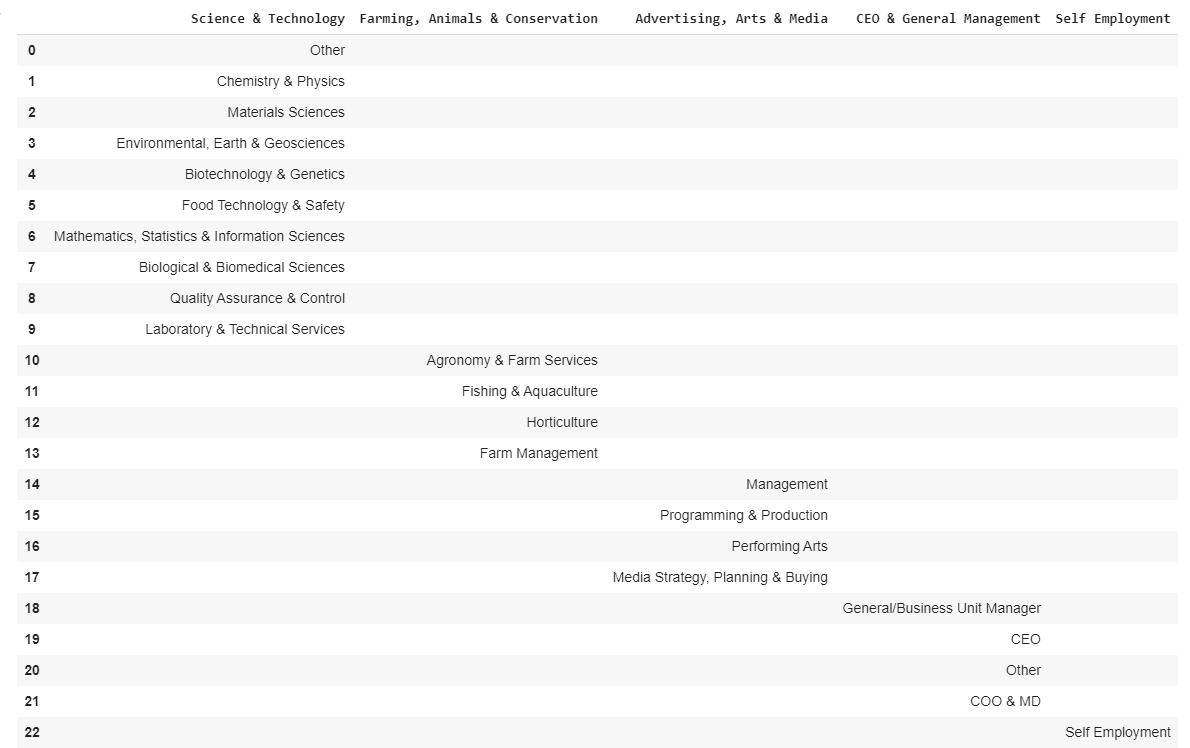 Science & Technology Farming, Animals & Conservation Advertising, Arts & Media CEO & General Management Self Employment
0 Other
1 Chemistry & Physics
2 Materials Sciences
3 Environmental, Earth & Geosciences
4 Biotechnology & Genetics
5 Food Technology & Safety
6 Mathematics, Statistics & Information Sciences
7 Biological & Biomedical Sciences
8 Quality Assurance & Control
9 Laboratory & Technical Services
10 Agronomy & Farm Services
11 Fishing & Aquaculture
12 Horticulture
13 Farm Management
14 Management
15 Programming & Production
16 Performing Arts
17 Media Strategy, Planning & Buying
18 General/Business Unit Manager
19 CEO
20 Other
21 COO & MD
22 Self Employment